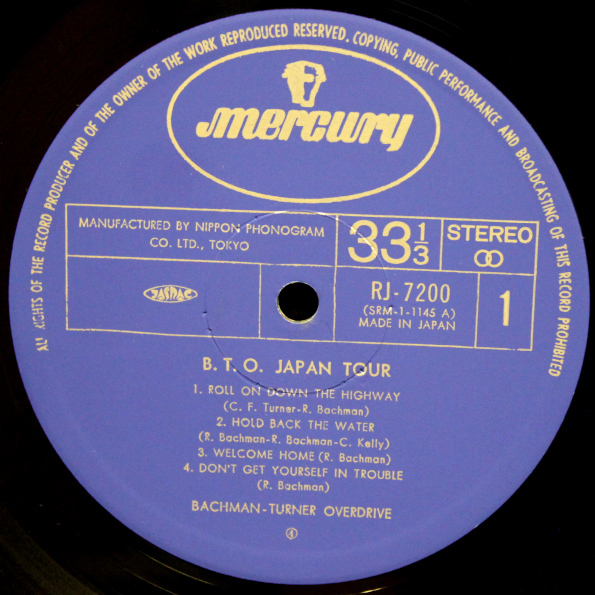 ALL RIGHTS OF THE RECORD PRODUCER AND OF THE OWNER OF THE WORK REPRODUCED RESERVED. COPYING, PUBLIC PERFORMANCE AND BROADCASTING OF THIS RECORD PROHIBITED
mercury
MANUFACTURED BY NIPPON PHONOGRAM
CO. LTD., TOKYO
33 1/3
STEREO
JASRAC
RJ-7200
(SRM-1-1145 A)
MADE IN JAPAN
1
B. T. O. JAPAN TOUR
1. ROLL ON DOWN THE HIGHWAY
(C. F. Turner-R. Bachman)
2. HOLD BACK THE WATER
(R. Bachman-R. Bachman-C. Kelly)
3. WELCOME HOME (R. Bachman)
4. DON'T GET YOURSELF IN TROUBLE
(R. Bachman)
BACHMAN-TURNER OVERDRIVE